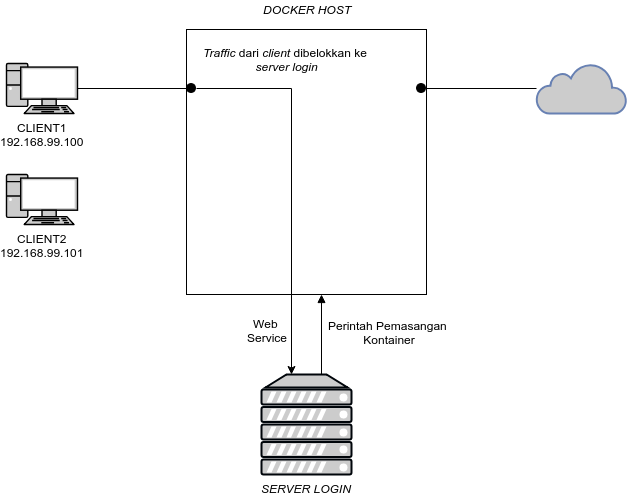 DOCKER HOST
Traffic dari client dibelokkan ke
server login
CLIENT1
192.168.99.100
CLIENT2
192.168.99.101
Web
Service
Perintah Pemasangan
Kontainer
SERVER LOGIN